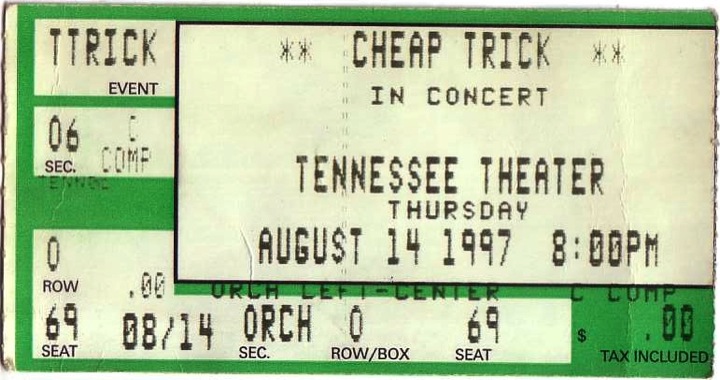 TTRICK
EVENT
** CHEAP TRICK **
IN CONCERT
06 C
SEC. COMP
TENNESSEE THEATER
THURSDAY
AUGUST 14 1997 8:00PM
0
ROW .00
ORCH LEFT-CENTER C COMP
69 08/14 ORCH 0 69 $ .00
SEAT SEC. ROW/BOX SEAT TAX INCLUDED